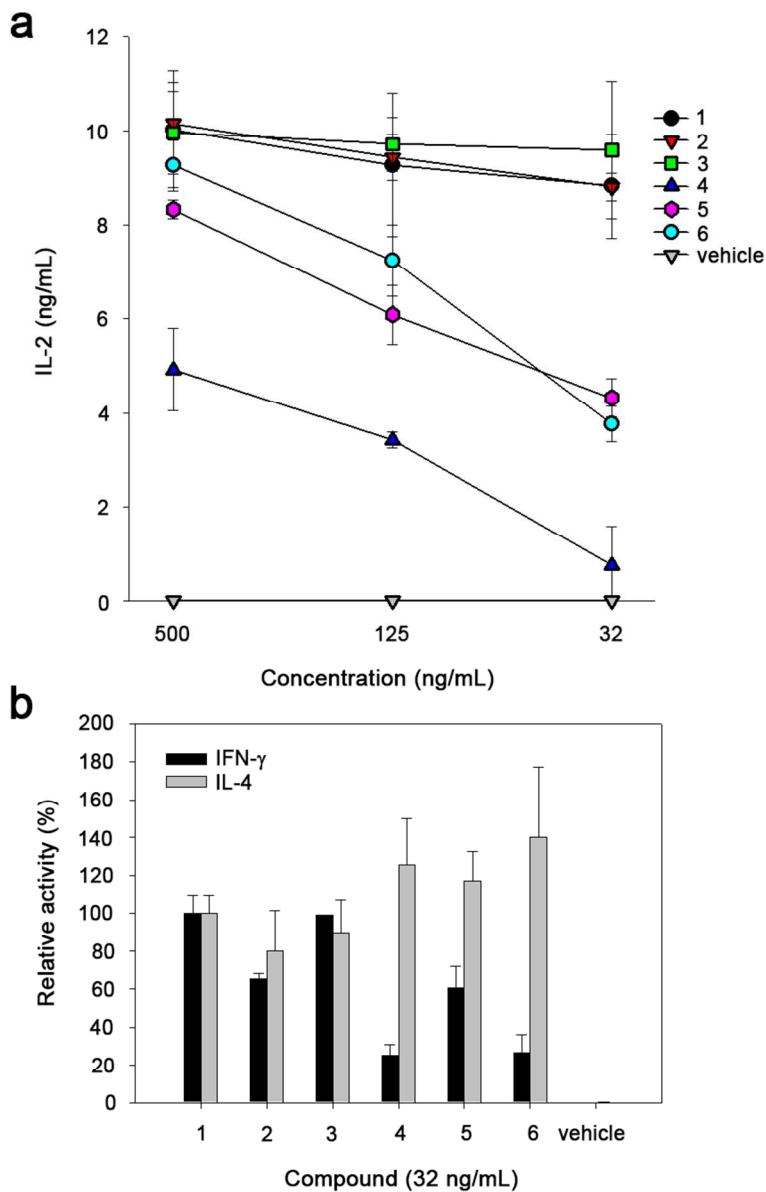 a
12
10
8
6
4
2
0
IL-2 (ng/mL)
500 125 32
Concentration (ng/mL)
1
2
3
4
5
6
vehicle
b
200
180
160
140
120
100
80
60
40
20
0
Relative activity (%)
IFN-γ
IL-4
1 2 3 4 5 6 vehicle
Compound (32 ng/mL)